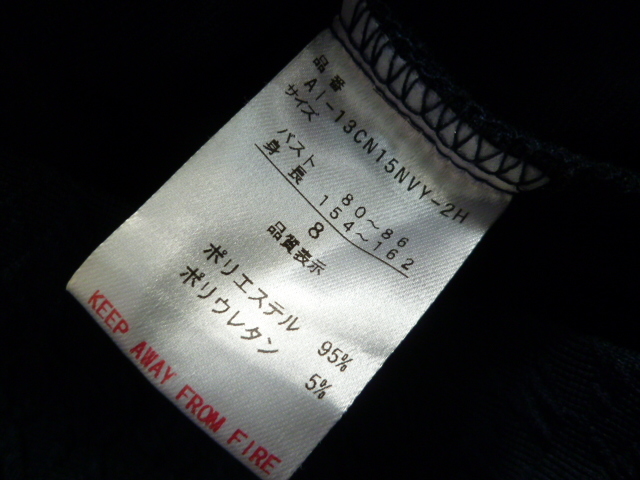 品番
AI-13CN15NVY-2H
サイズ
バスト 80～86
身長 154～162
8
品質表示
ポリエステル 95%
ポリウレタン 5%
KEEP AWAY FROM FIRE